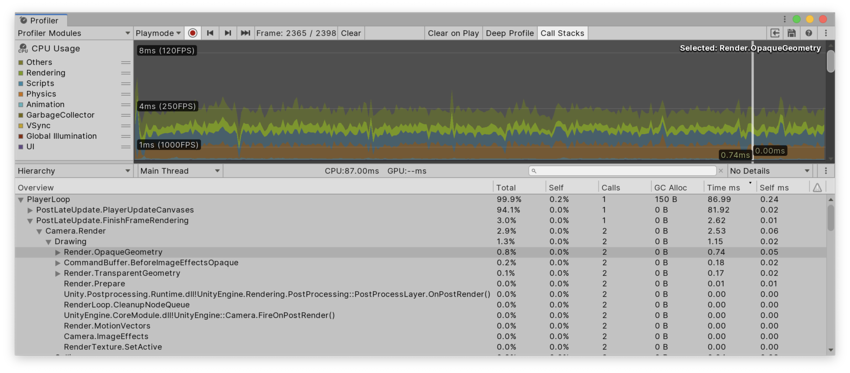 Profiler
Profiler Modules Playmode Frame: 2365 / 2398 Clear Clear on Play Deep Profile Call Stacks
CPU Usage
Others
Rendering
Scripts
Physics
Animation
GarbageCollector
VSync
Global Illumination
UI
8ms (120FPS)
4ms (250FPS)
1ms (1000FPS)
Selected: Render.OpaqueGeometry
0.74ms
0.00ms
Hierarchy Main Thread CPU:87.00ms GPU:--ms No Details
Overview Total Self Calls GC Alloc Time ms Self ms
PlayerLoop 99.9% 0.2% 1 150 B 86.99 0.24
PostLateUpdate.PlayerUpdateCanvases 94.1% 0.0% 1 0 B 81.92 0.02
PostLateUpdate.FinishFrameRendering 3.0% 0.0% 1 0 B 2.62 0.01
Camera.Render 2.9% 0.0% 2 0 B 2.53 0.06
Drawing 1.3% 0.0% 2 0 B 1.15 0.02
Render.OpaqueGeometry 0.8% 0.0% 2 0 B 0.74 0.05
CommandBuffer.BeforeImageEffectsOpaque 0.2% 0.0% 2 0 B 0.18 0.02
Render.TransparentGeometry 0.1% 0.0% 2 0 B 0.17 0.02
Render.Prepare 0.0% 0.0% 2 0 B 0.01 0.01
Unity.Postprocessing.Runtime.dll!UnityEngine.Rendering.PostProcessing::PostProcessLayer.OnPostRender() 0.0% 0.0% 2 0 B 0.00 0.00
RenderLoop.CleanupNodeQueue 0.0% 0.0% 2 0 B 0.00 0.00
UnityEngine.CoreModule.dll!UnityEngine::Camera.FireOnPostRender() 0.0% 0.0% 2 0 B 0.00 0.00
Render.MotionVectors 0.0% 0.0% 2 0 B 0.00 0.00
Camera.ImageEffects 0.0% 0.0% 2 0 B 0.00 0.00
RenderTexture.SetActive 0.0% 0.0% 2 0 B 0.00 0.00